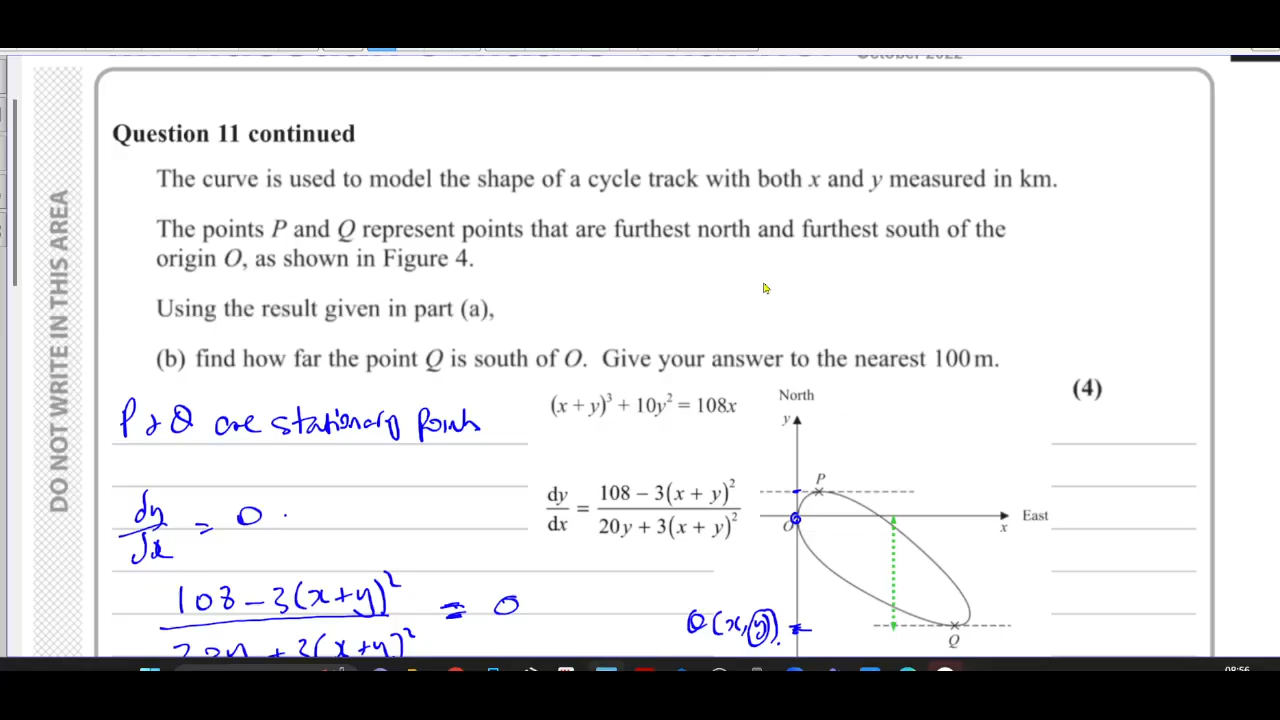 October 2022
DO NOT WRITE IN THIS AREA
Question 11 continued
The curve is used to model the shape of a cycle track with both x and y measured in km.
The points P and Q represent points that are furthest north and furthest south of the
origin O, as shown in Figure 4.
Using the result given in part (a),
(b) find how far the point Q is south of O. Give your answer to the nearest 100 m.
(4)
P & Q are stationary points
(x + y)³ + 10y² = 108x
North
y
P
O
East
x
Q
dy/dx = (108 − 3(x + y)²)/(20y + 3(x + y)²)
dy/dx = 0
(108 − 3(x+y)²)/(20y + 3(x+y)²) = 0
Q(x,y)
08:56